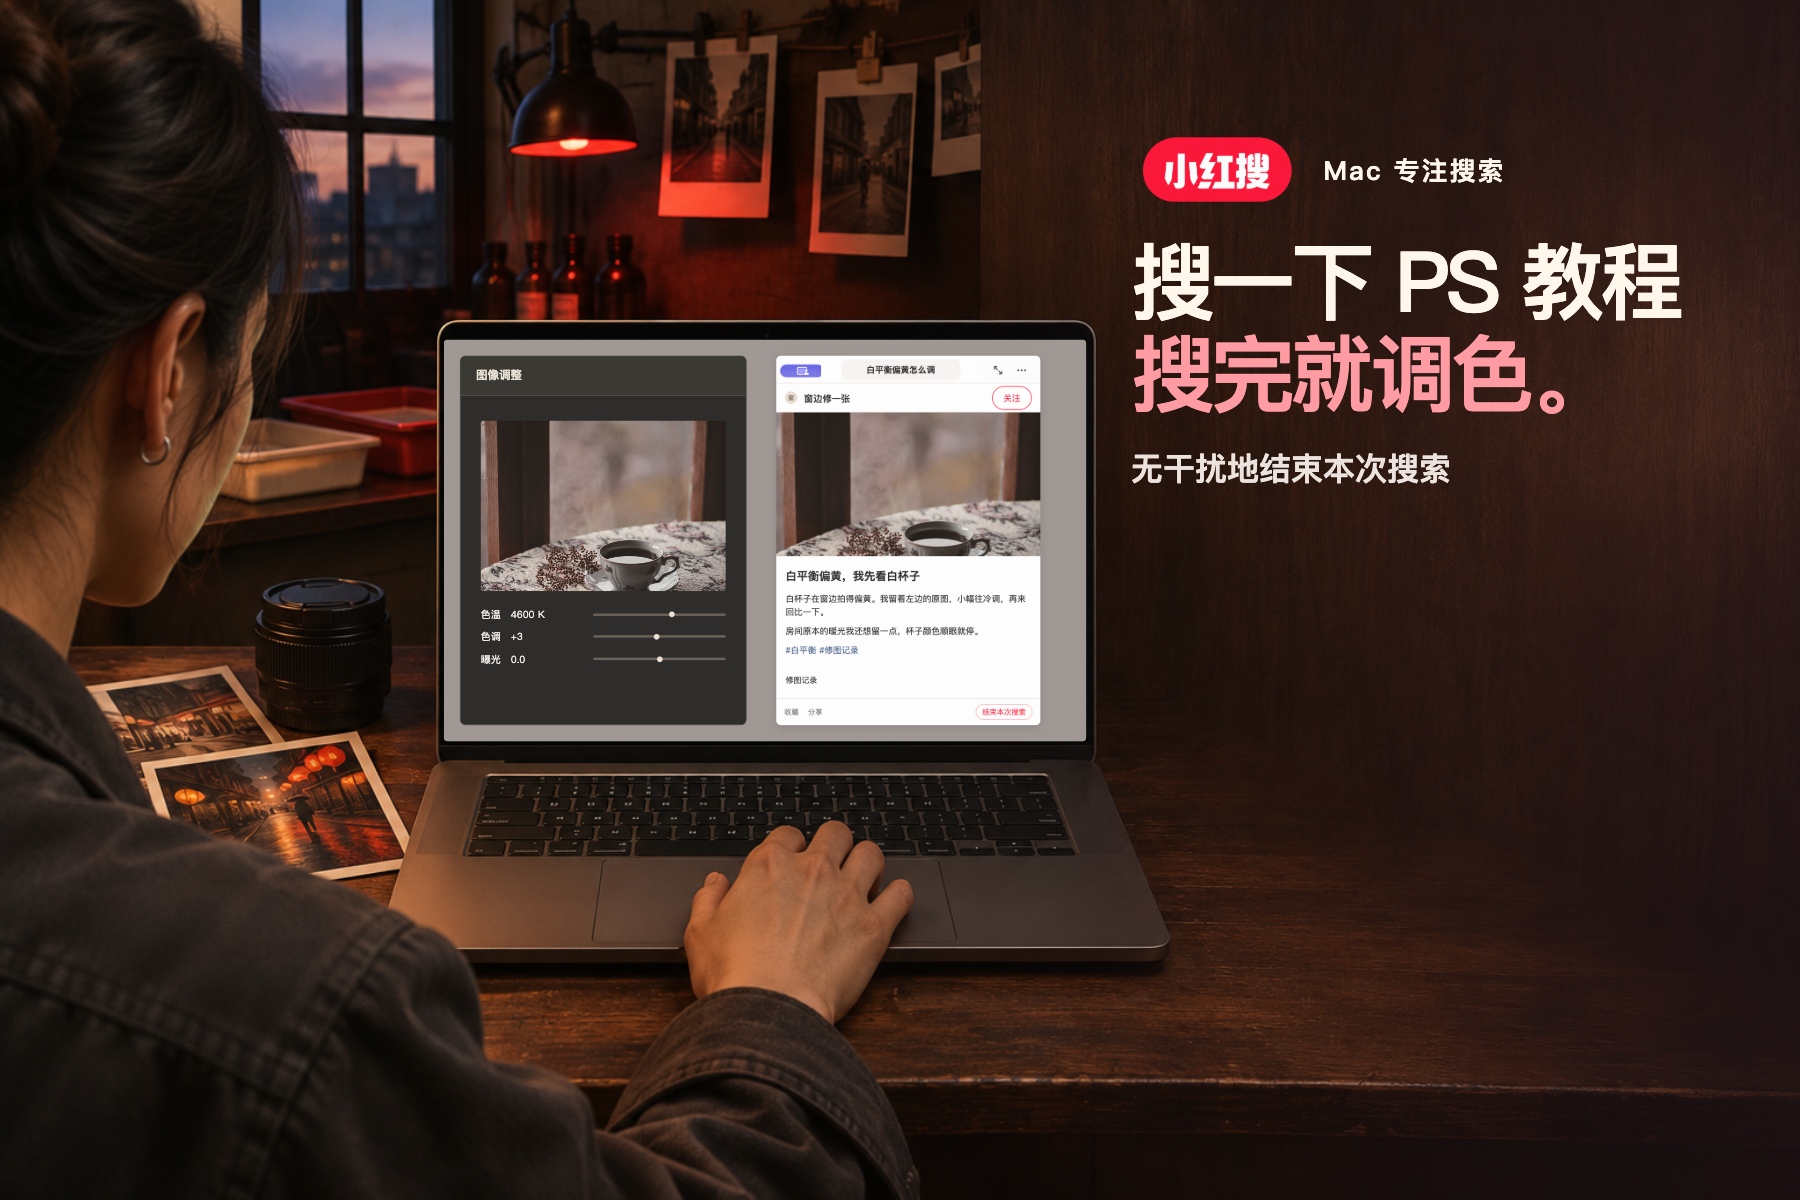 小红搜
Mac 专注搜索
搜一下 PS 教程
搜完就调色。
无干扰地结束本次搜索
图像调整
色温 4600 K
色调 +3
曝光 0.0
白平衡偏黄怎么调
窗边修一张
关注
白平衡偏黄，我先看白杯子
白杯子在窗边拍得偏黄。我留着左边的原图，小幅往冷调，再来
回比一下。
房间原本的暖光我还想留一点，杯子颜色顺眼就停。
#白平衡 #修图记录
修图记录
收藏 分享
结束本次搜索